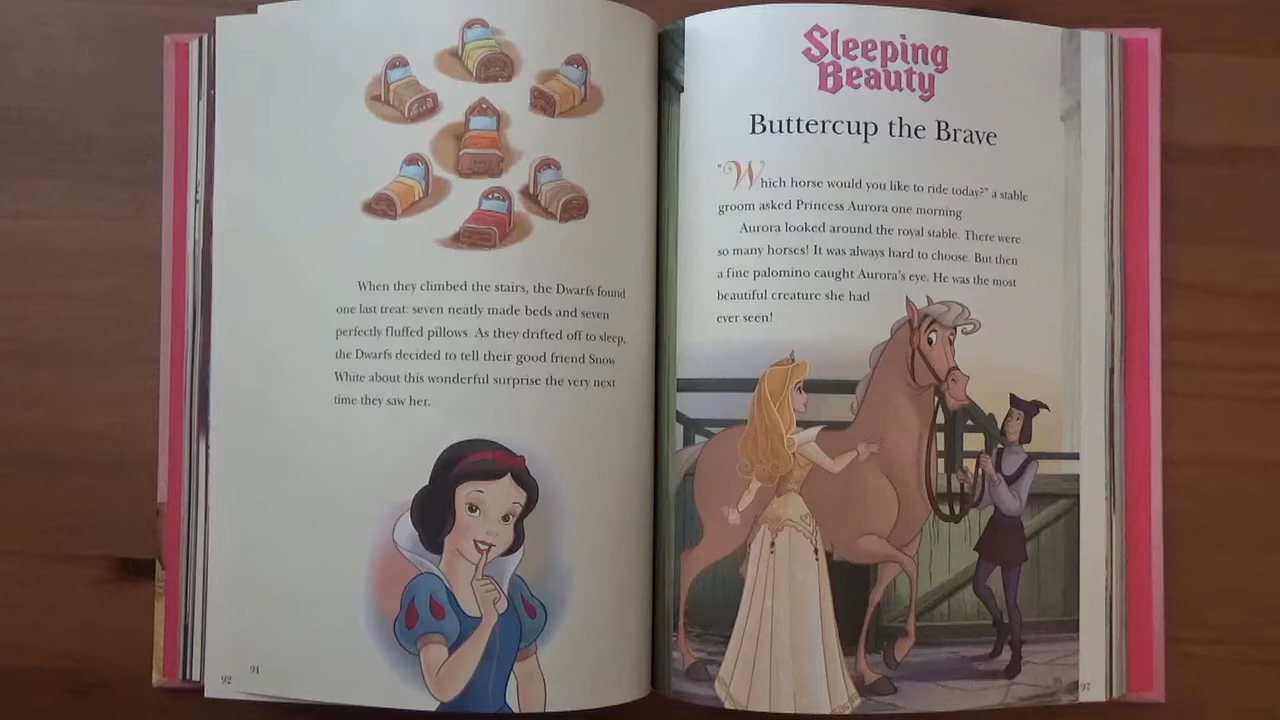 When they climbed the stairs, the Dwarfs found
one last treat: seven neatly made beds and seven
perfectly fluffed pillows. As they drifted off to sleep,
the Dwarfs decided to tell their good friend Snow
White about this wonderful surprise the very next
time they saw her.
94
92
Sleeping
Beauty
Buttercup the Brave
"Which horse would you like to ride today?" a stable
groom asked Princess Aurora one morning.
Aurora looked around the royal stable. There were
so many horses! It was always hard to choose. But then
a fine palomino caught Aurora's eye. He was the most
beautiful creature she had
ever seen!
97